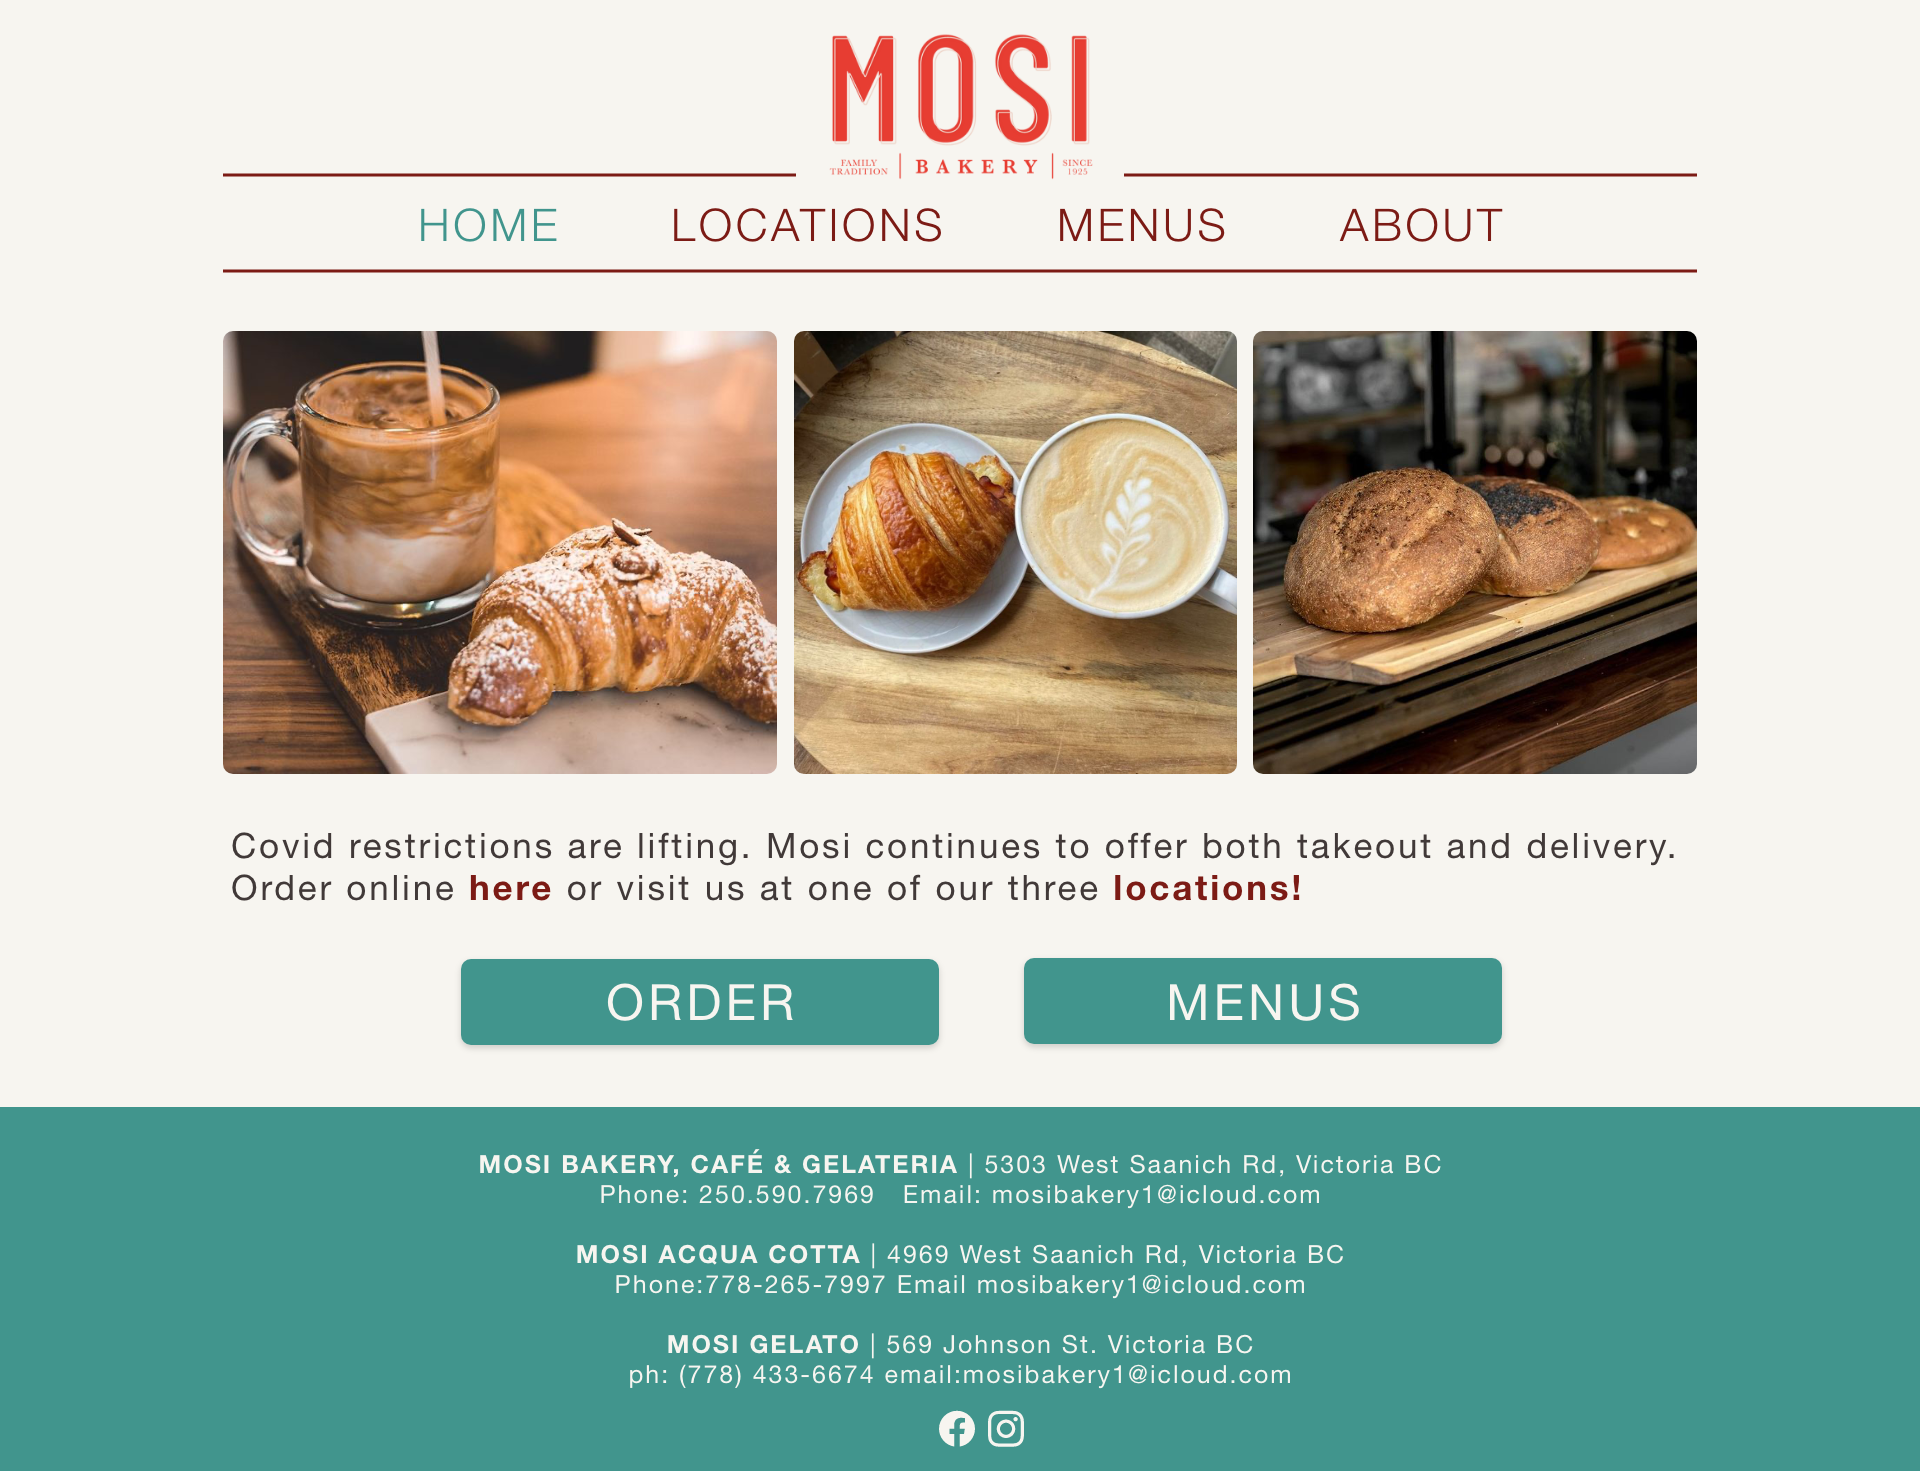 MOSI
FAMILY TRADITION | BAKERY | SINCE 1925
HOME LOCATIONS MENUS ABOUT
Covid restrictions are lifting. Mosi continues to offer both takeout and delivery.
Order online here or visit us at one of our three locations!
ORDER MENUS
MOSI BAKERY, CAFÉ & GELATERIA | 5303 West Saanich Rd, Victoria BC
Phone: 250.590.7969 Email: mosibakery1@icloud.com
MOSI ACQUA COTTA | 4969 West Saanich Rd, Victoria BC
Phone:778-265-7997 Email mosibakery1@icloud.com
MOSI GELATO | 569 Johnson St. Victoria BC
ph: (778) 433-6674 email:mosibakery1@icloud.com